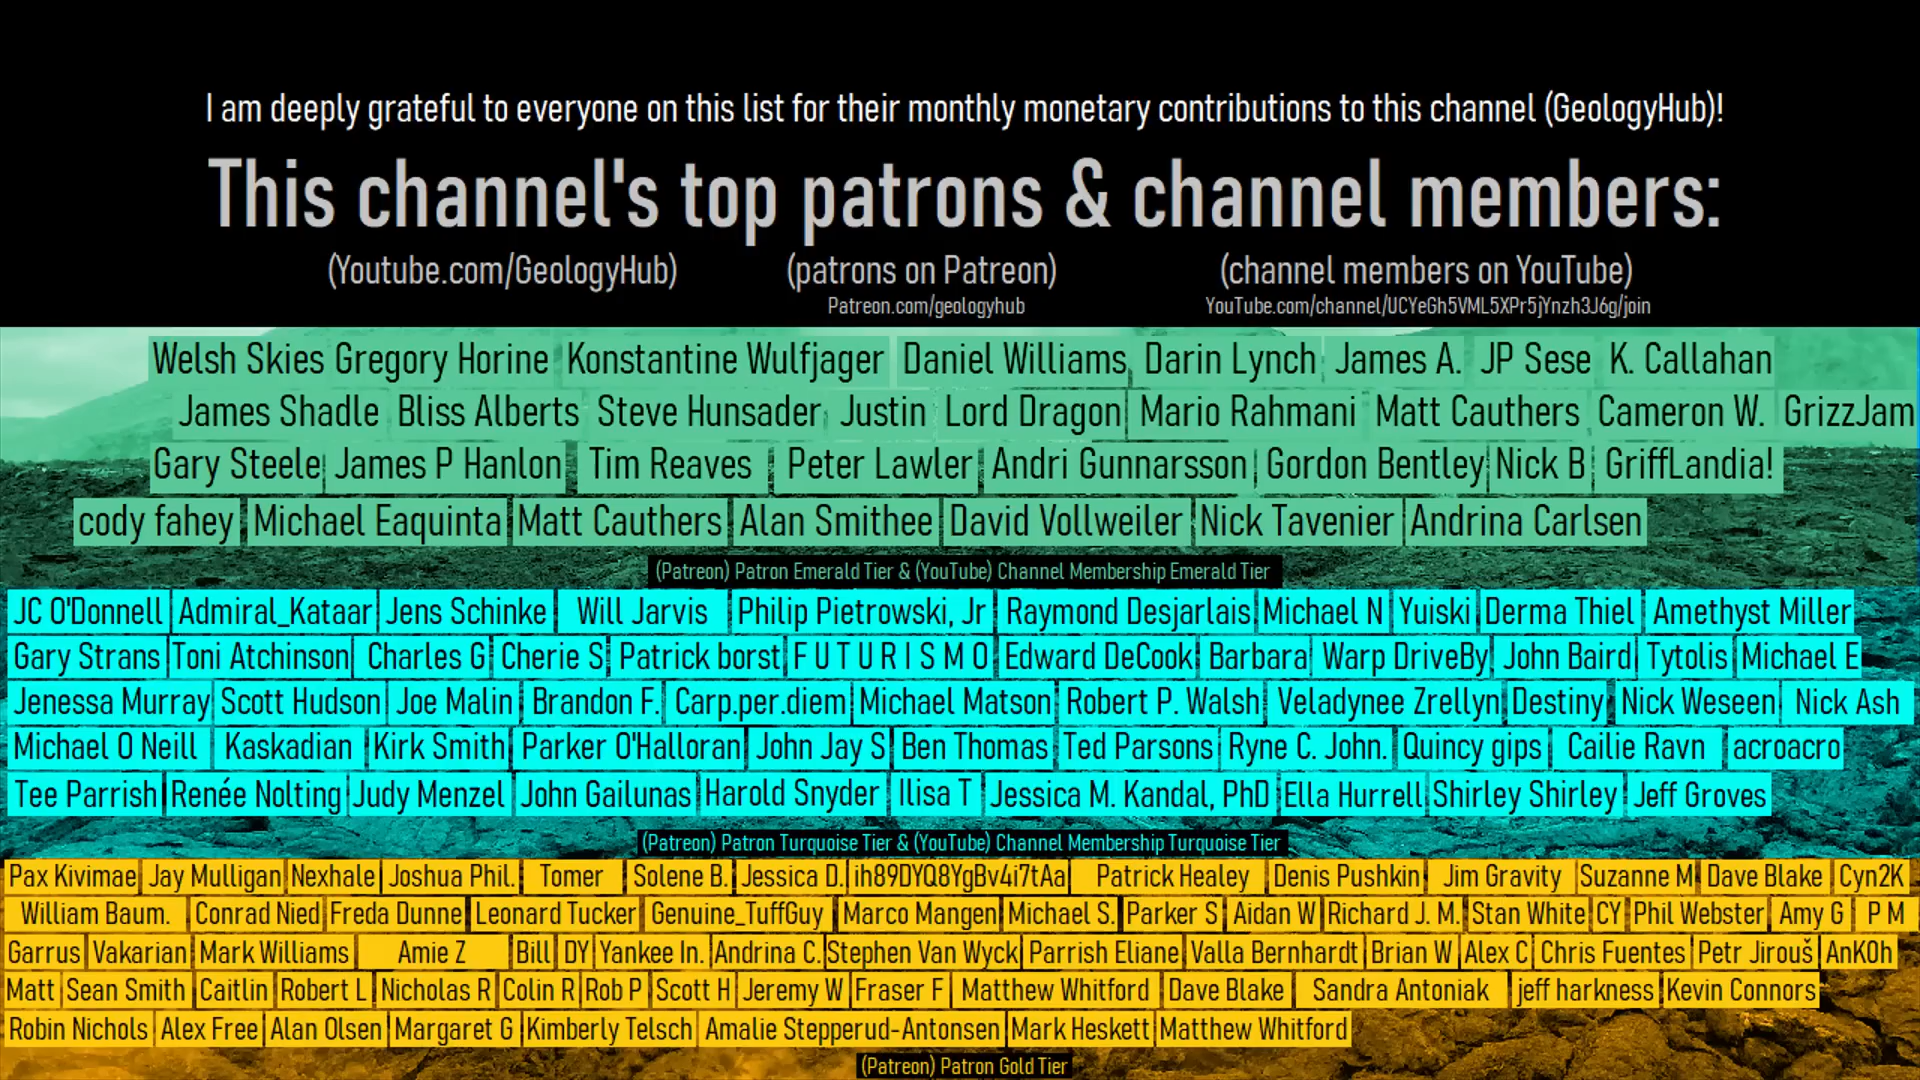 I am deeply grateful to everyone on this list for their monthly monetary contributions to this channel (GeologyHub)!
This channel's top patrons & channel members:
(Youtube.com/GeologyHub) (patrons on Patreon) (channel members on YouTube)
Patreon.com/geologyhub YouTube.com/channel/UCYeGh5VML5XPr5jYnzh3J6g/join
Welsh Skies Gregory Horine Konstantine Wulfjager Daniel Williams Darin Lynch James A. JP Sese K. Callahan
James Shadle Bliss Alberts Steve Hunsader Justin Lord Dragon Mario Rahmani Matt Cauthers Cameron W. GrizzJam
Gary Steele James P Hanlon Tim Reaves Peter Lawler Andri Gunnarsson Gordon Bentley Nick B GriffLandia!
cody fahey Michael Eaquinta Matt Cauthers Alan Smithee David Vollweiler Nick Tavenier Andrina Carlsen
(Patreon) Patron Emerald Tier & (YouTube) Channel Membership Emerald Tier
JC O'Donnell Admiral_Kataar Jens Schinke Will Jarvis Philip Pietrowski, Jr Raymond Desjarlais Michael N Yuiski Derma Thiel Amethyst Miller
Gary Strans Toni Atchinson Charles G Cherie S Patrick borst F U T U R I S M O Edward DeCook Barbara Warp DriveBy John Baird Tytolis Michael E
Jenessa Murray Scott Hudson Joe Malin Brandon F. Carp.per.diem Michael Matson Robert P. Walsh Veladynee Zrellyn Destiny Nick Weseen Nick Ash
Michael O Neill Kaskadian Kirk Smith Parker O'Halloran John Jay S Ben Thomas Ted Parsons Ryne C. John. Quincy gips Cailie Ravn acroacro
Tee Parrish Renée Nolting Judy Menzel John Gailunas Harold Snyder Ilisa T Jessica M. Kandal, PhD Ella Hurrell Shirley Shirley Jeff Groves
(Patreon) Patron Turquoise Tier & (YouTube) Channel Membership Turquoise Tier
Pax Kivimae Jay Mulligan Nexhale Joshua Phil. Tomer Solene B. Jessica D. ih89DYQ8YgBv4i7tAa Patrick Healey Denis Pushkin Jim Gravity Suzanne M Dave Blake Cyn2K
William Baum. Conrad Nied Freda Dunne Leonard Tucker Genuine_TuffGuy Marco Mangen Michael S. Parker S Aidan W Richard J. M. Stan White CY Phil Webster Amy G P M
Garrus Vakarian Mark Williams Amie Z Bill DY Yankee In. Andrina C. Stephen Van Wyck Parrish Eliane Valla Bernhardt Brian W Alex C Chris Fuentes Petr Jirouš AnK0h
Matt Sean Smith Caitlin Robert L Nicholas R Colin R Rob P Scott H Jeremy W Fraser F Matthew Whitford Dave Blake Sandra Antoniak jeff harkness Kevin Connors
Robin Nichols Alex Free Alan Olsen Margaret G Kimberly Telsch Amalie Stepperud-Antonsen Mark Heskett Matthew Whitford
(Patreon) Patron Gold Tier